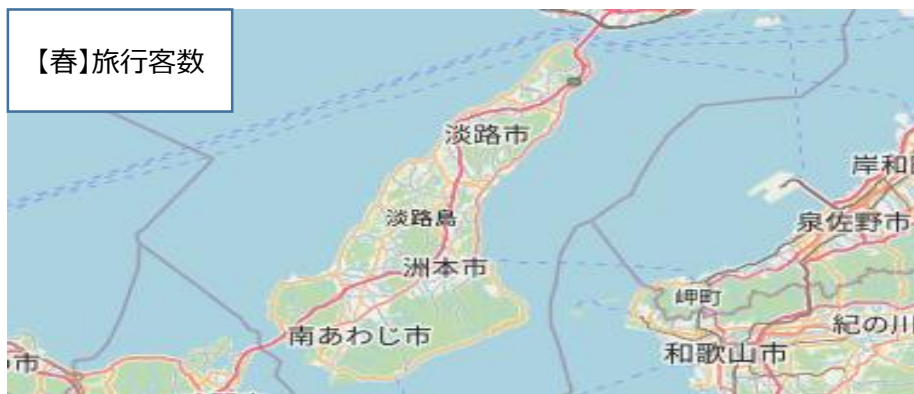 【春】旅行客数
淡路市
岸和
淡路島
泉佐野市
洲本市
岬町
紀の川
南あわじ市
和歌山市
市